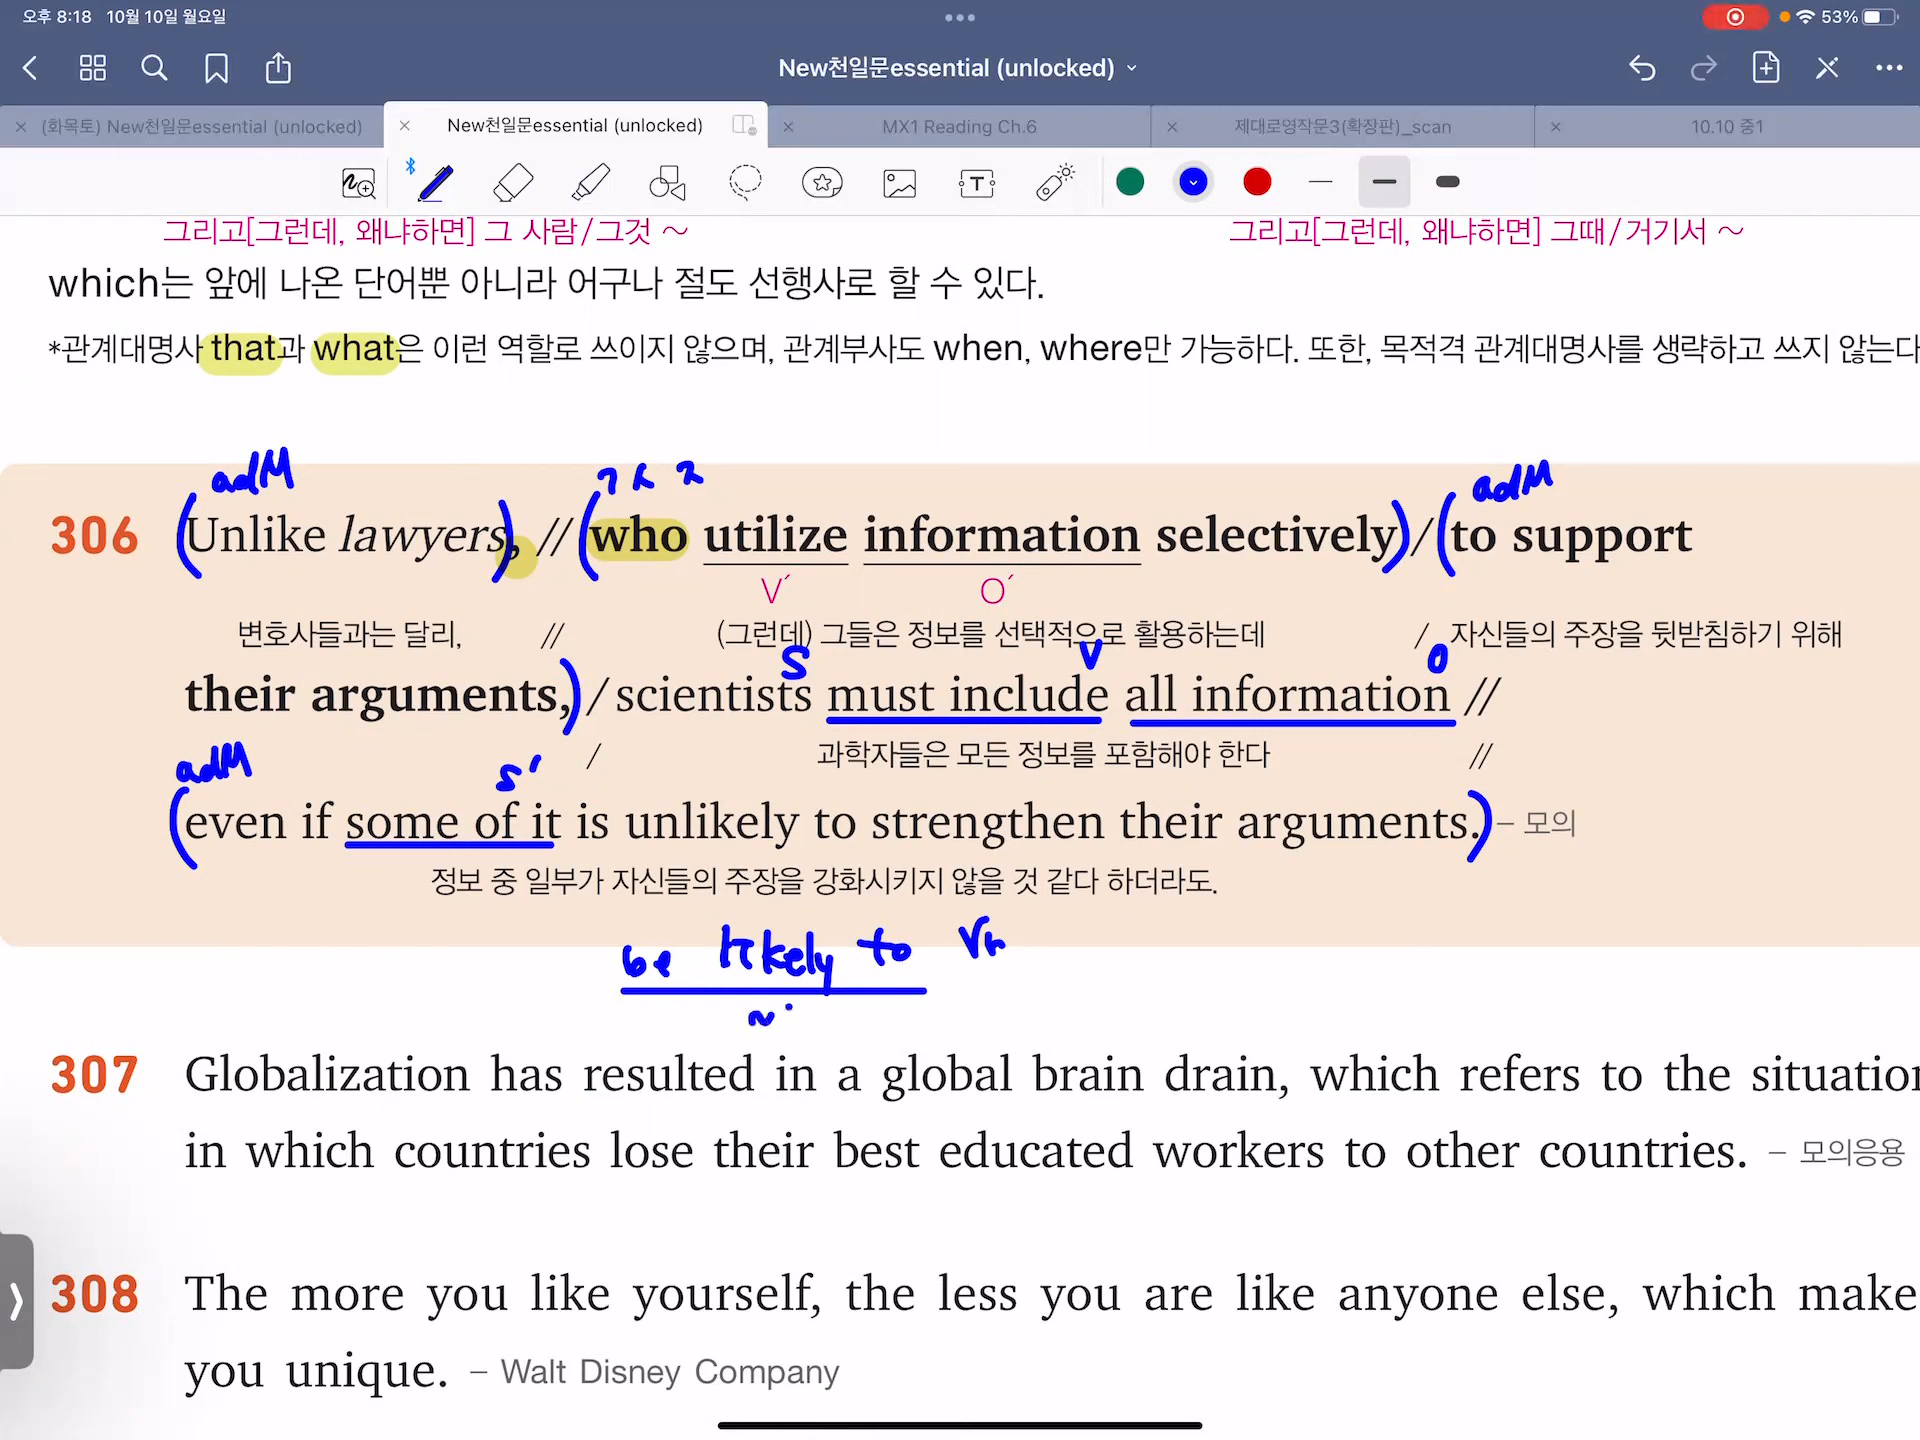 오후 8:18 10월 10일 월요일
53%
New천일문essential (unlocked)
(화목토) New천일문essential (unlocked)
New천일문essential (unlocked)
MX1 Reading Ch.6
제대로영작문3(확장판)_scan
10.10 중1
그리고[그런데, 왜냐하면] 그 사람/그것 ~ 그리고[그런데, 왜냐하면] 그때/거기서 ~
which는 앞에 나온 단어뿐 아니라 어구나 절도 선행사로 할 수 있다.
*관계대명사 that과 what은 이런 역할로 쓰이지 않으며, 관계부사도 when, where만 가능하다. 또한, 목적격 관계대명사를 생략하고 쓰지 않는다
adM adM
306 (Unlike lawyers), // (who utilize information selectively) / (to support
V′ O′
변호사들과는 달리, // (그런데) 그들은 정보를 선택적으로 활용하는데 / 자신들의 주장을 뒷받침하기 위해
S V O
their arguments,) / scientists must include all information //
/ 과학자들은 모든 정보를 포함해야 한다 //
adM S′
(even if some of it is unlikely to strengthen their arguments.) – 모의
정보 중 일부가 자신들의 주장을 강화시키지 않을 것 같다 하더라도.
be likely to
307 Globalization has resulted in a global brain drain, which refers to the situation
in which countries lose their best educated workers to other countries. – 모의응용
308 The more you like yourself, the less you are like anyone else, which make
you unique. – Walt Disney Company